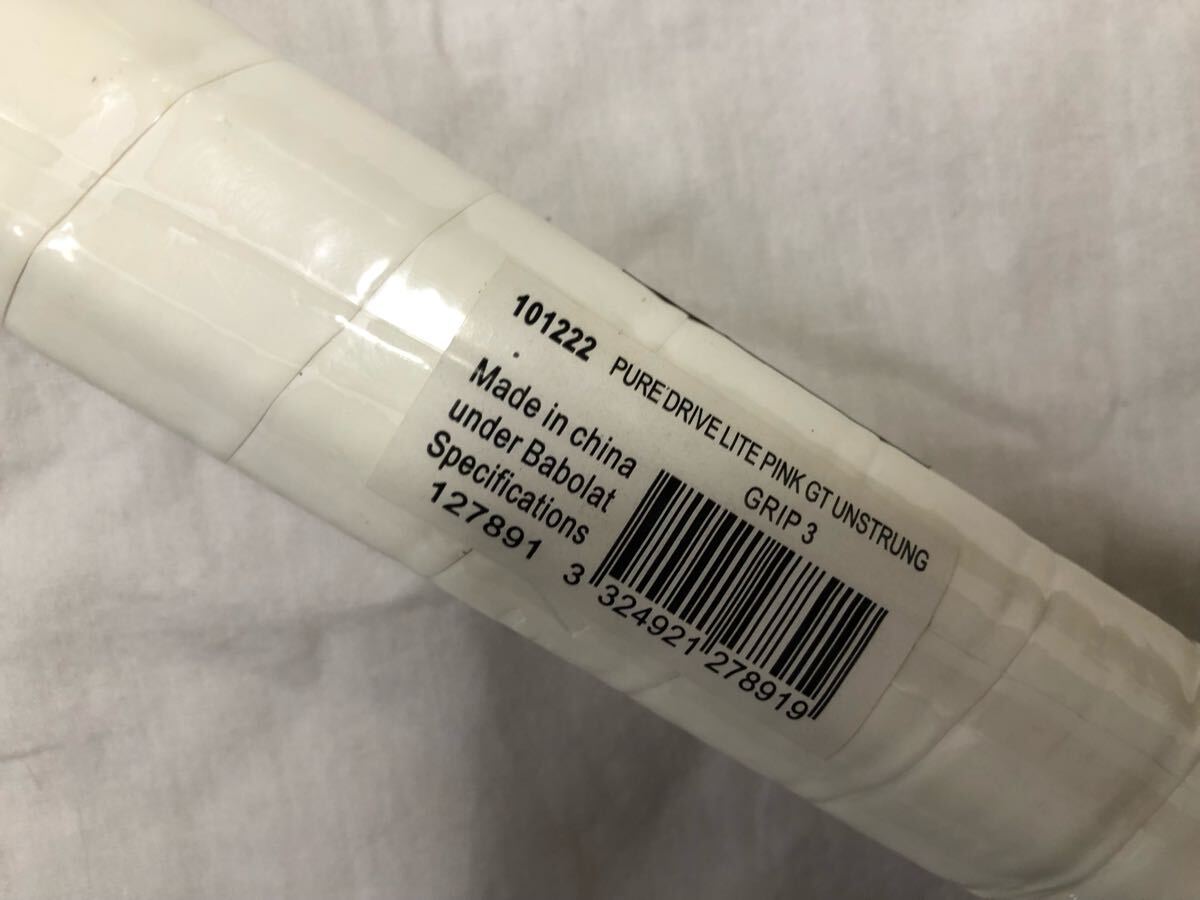 101222 PURE DRIVE LITE PINK GT UNSTRUNG
GRIP 3
Made in china
under Babolat
Specifications
127891
3 324921 278919